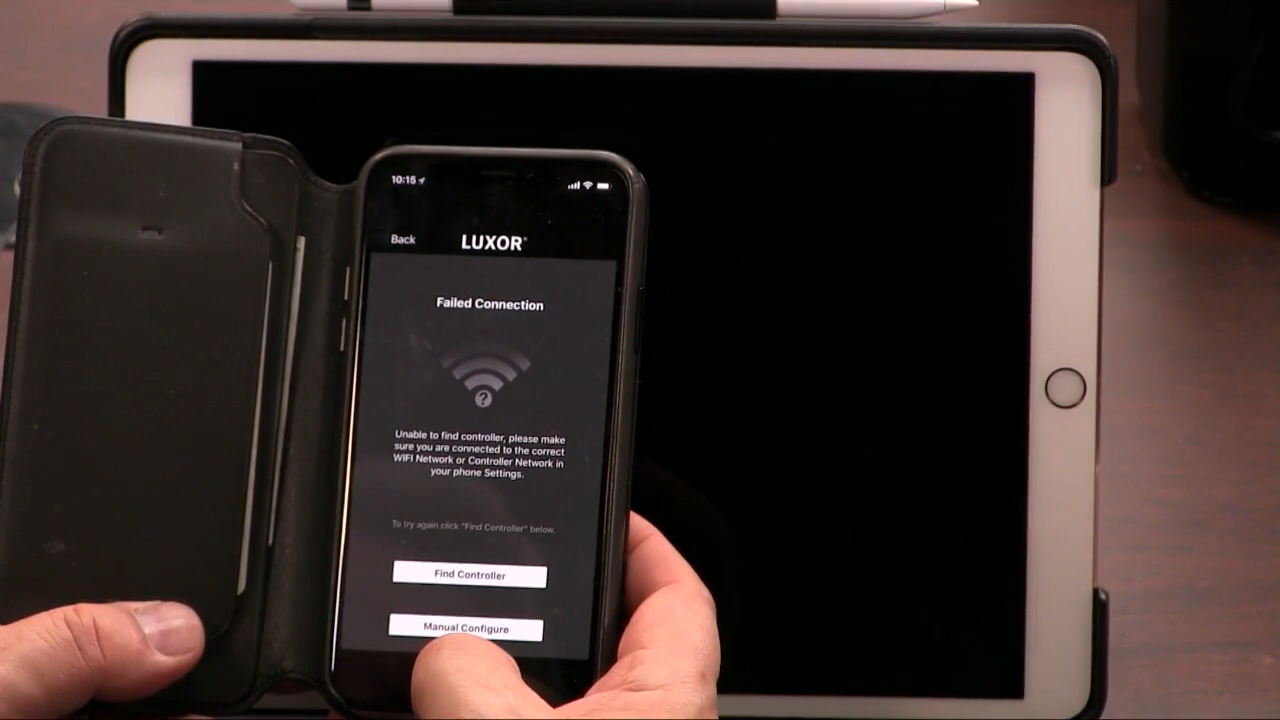 10:15
Back
LUXOR®
Failed Connection
?
Unable to find controller, please make
sure you are connected to the correct
WIFI Network or Controller Network in
your phone Settings.
To try again click "Find Controller" below.
Find Controller
Manual Configure